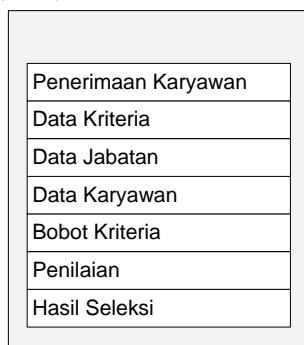 Penerimaan Karyawan
Data Kriteria
Data Jabatan
Data Karyawan
Bobot Kriteria
Penilaian
Hasil Seleksi